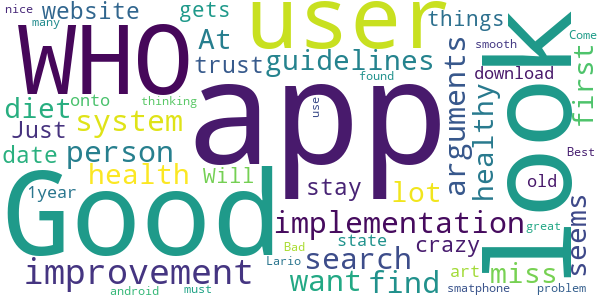 nice
many
website
gets
user
things
look
Come
WHO
At
trust
guidelines
smooth
first
onto
thinking
app
found
arguments
download
diet
Just
system
use
healthy
date
person
health
Will
stay
lot
old
Best
1year
Good
implementation
seems
Bad
state
crazy
great
Lario
search
improvement
want
find
art
miss
android
must
smatphone
problem